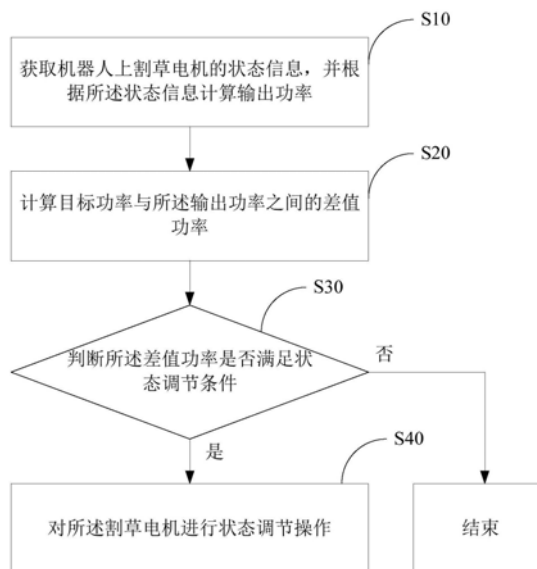 S10
获取机器人上割草电机的状态信息，并根
据所述状态信息计算输出功率
S20
计算目标功率与所述输出功率之间的差值
功率
S30
判断所述差值功率是否满足状
态调节条件
否
是
S40
对所述割草电机进行状态调节操作
结束